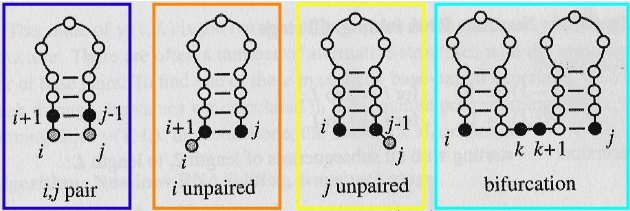 i+1 j-1
i j
i,j pair
i+1 j
i
i unpaired
j-1
i j
j unpaired
i k k+1 j
bifurcation